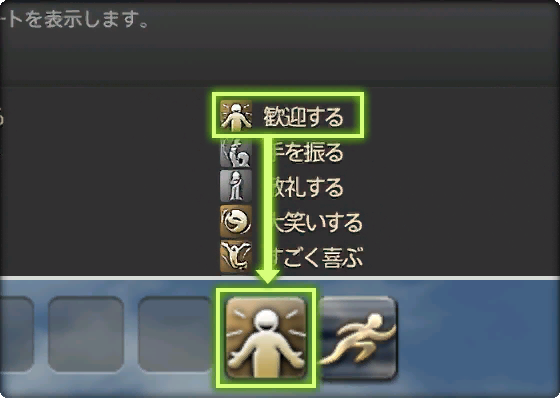 ートを表示します。
歓迎する
手を振る
敬礼する
大笑いする
すごく喜ぶ